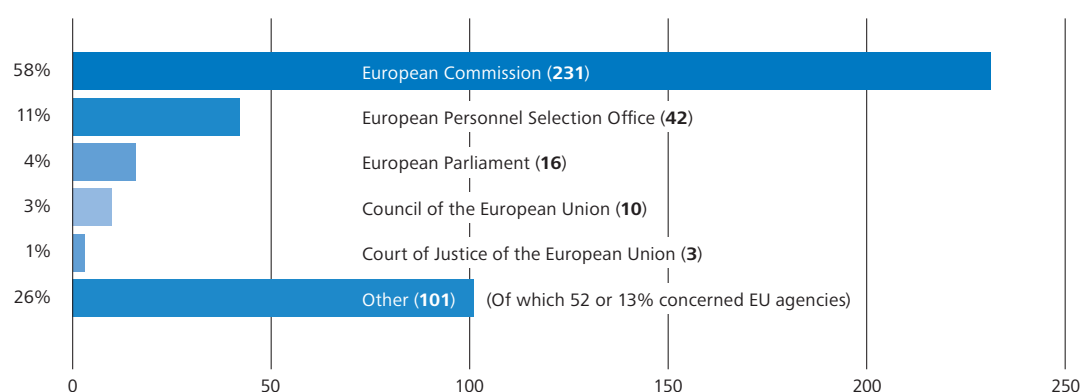 58% European Commission (231)
11% European Personnel Selection Office (42)
4% European Parliament (16)
3% Council of the European Union (10)
1% Court of Justice of the European Union (3)
26% Other (101) (Of which 52 or 13% concerned EU agencies)
0 50 100 150 200 250